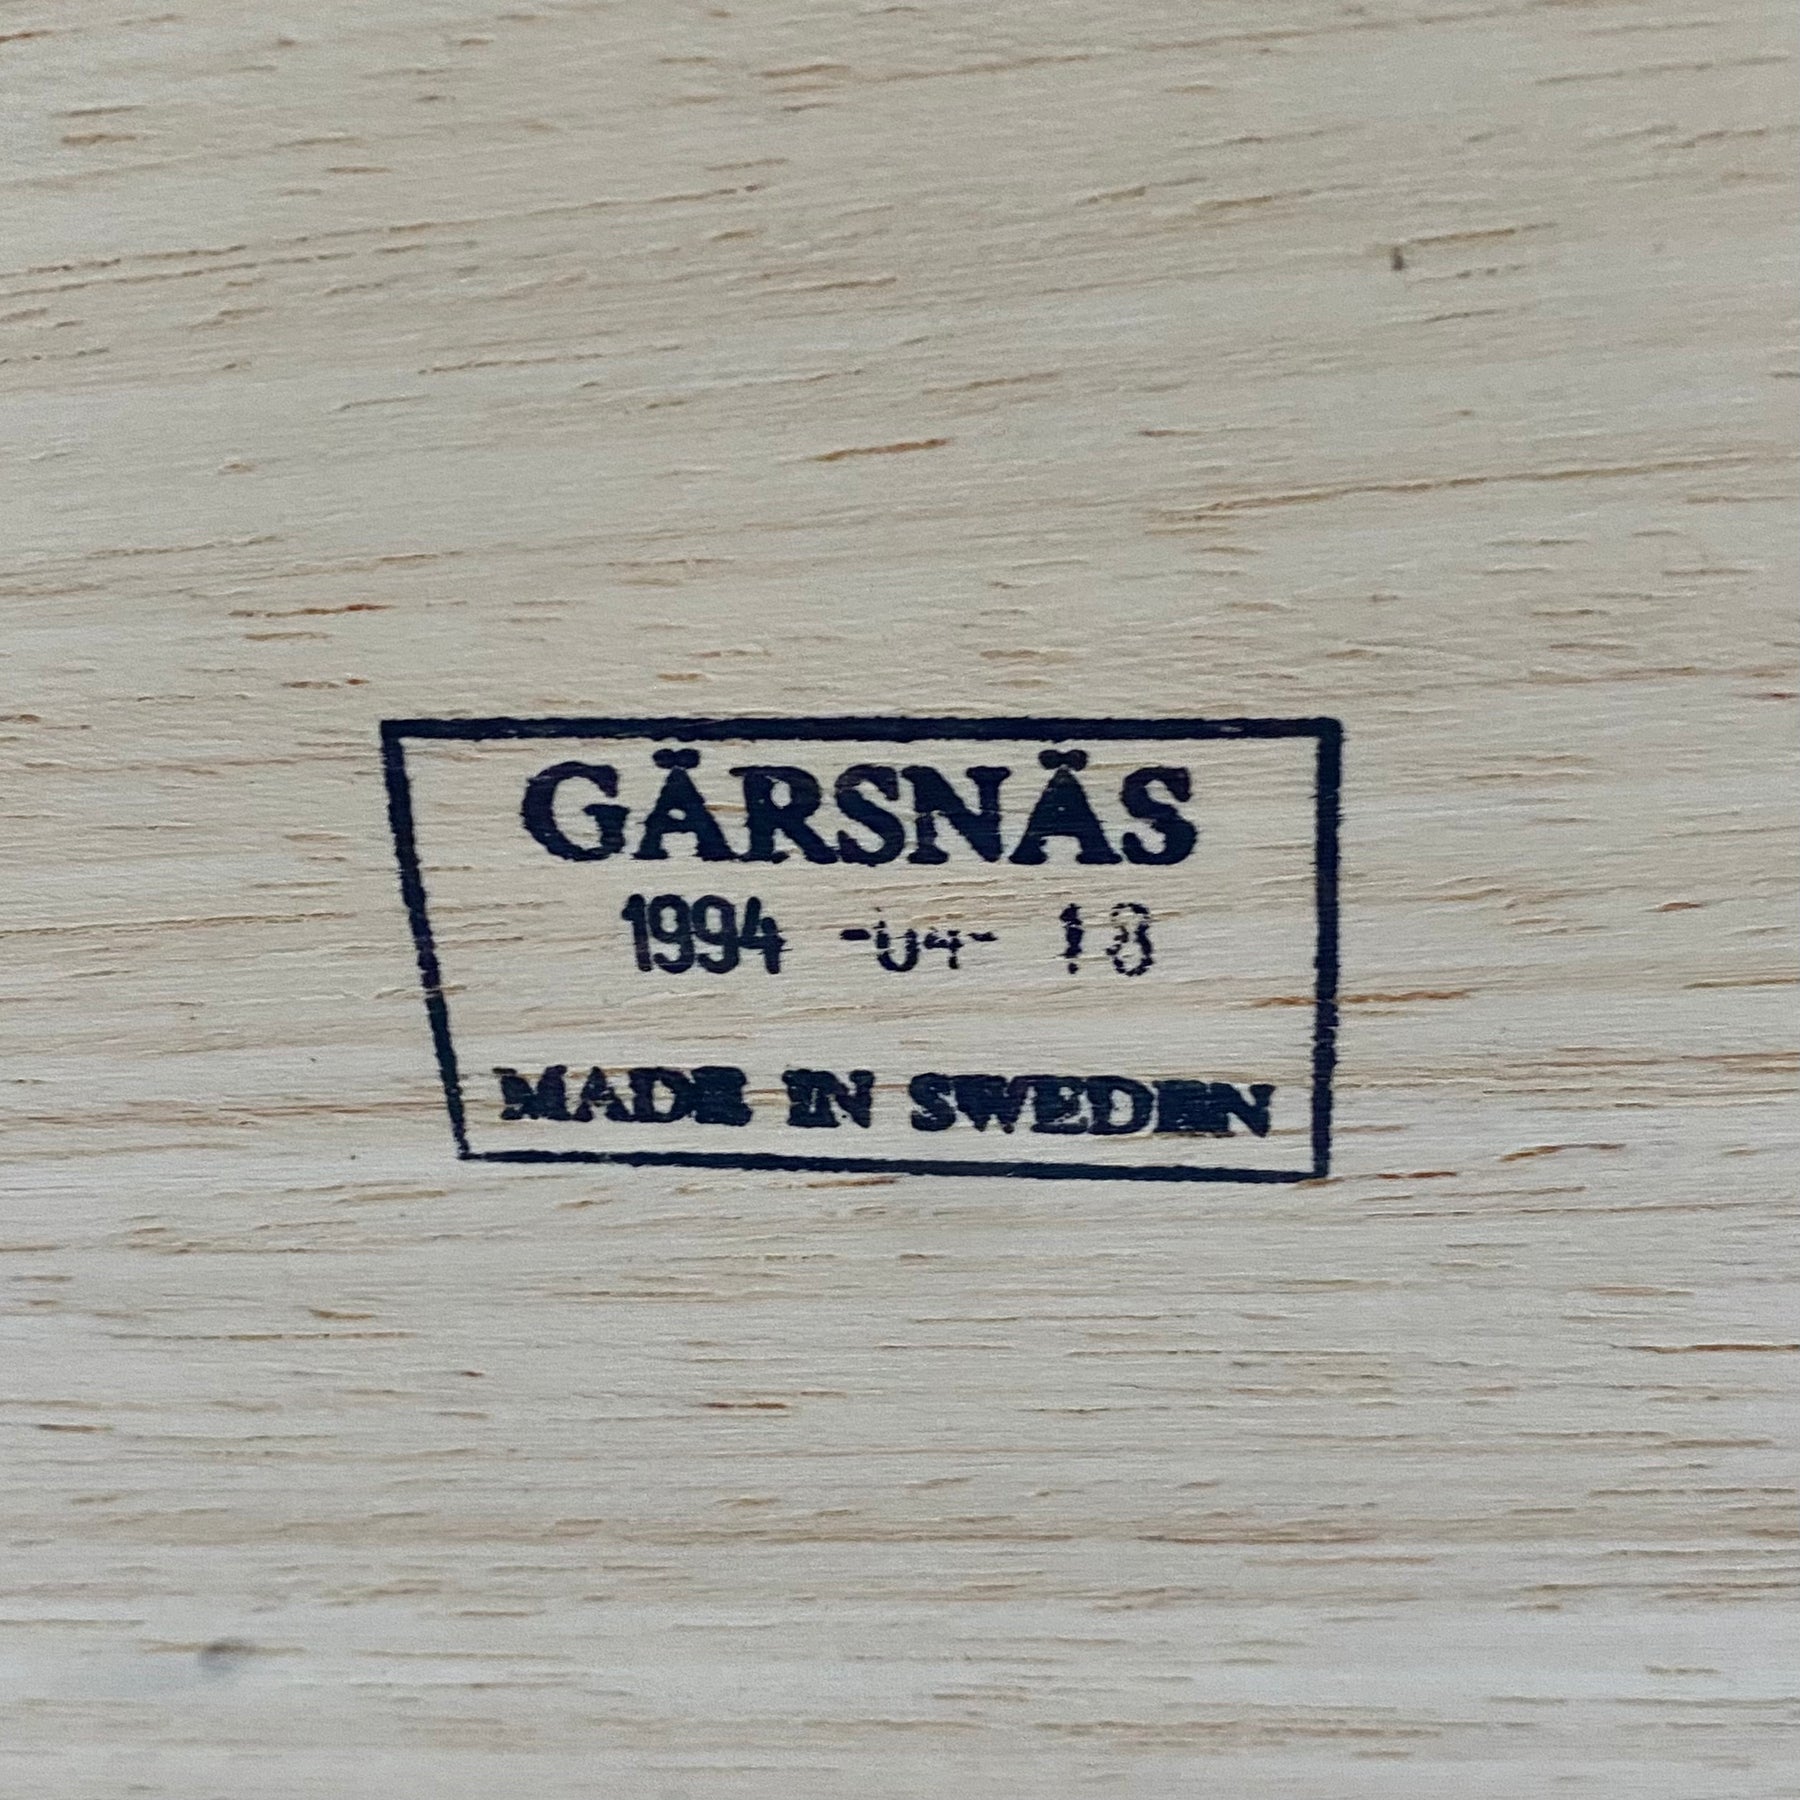 GÄRSNÄS
1994 -04- 18
MADE IN SWEDEN